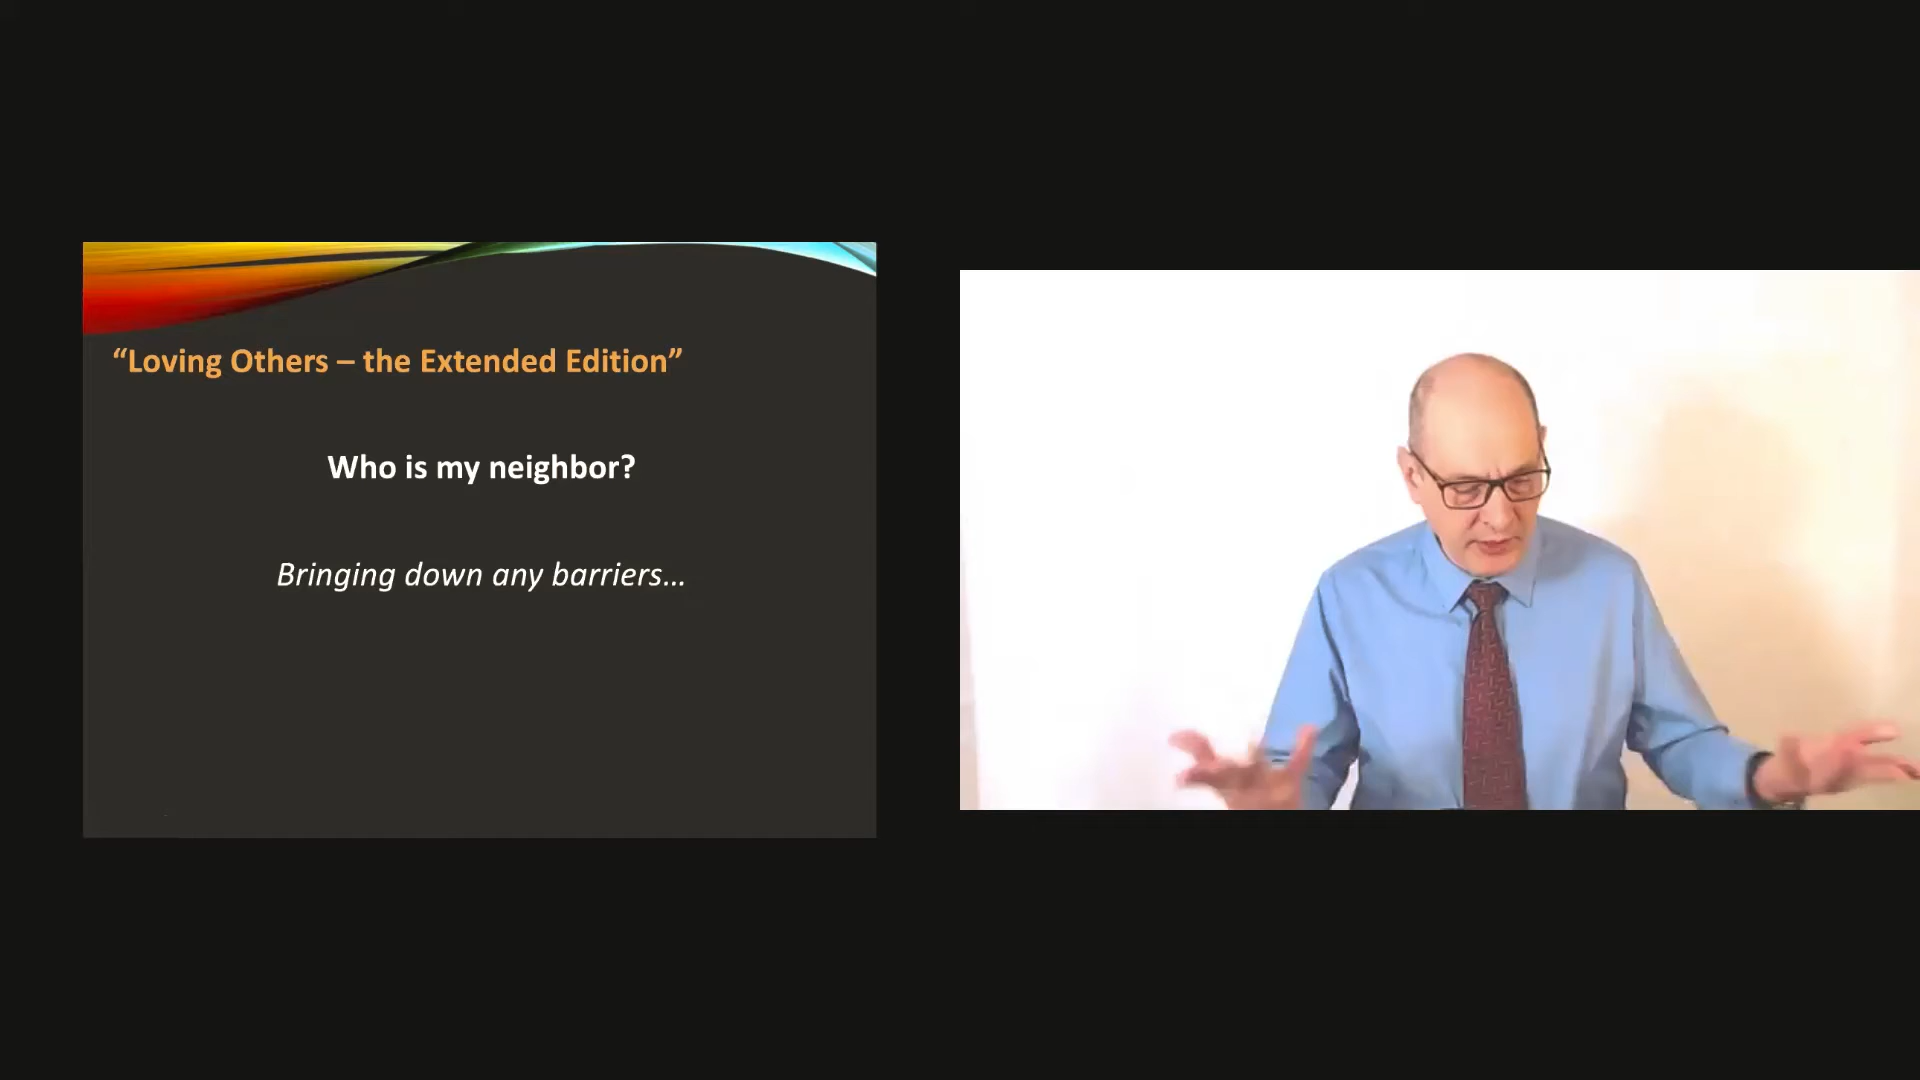 “Loving Others – the Extended Edition”
Who is my neighbor?
Bringing down any barriers...